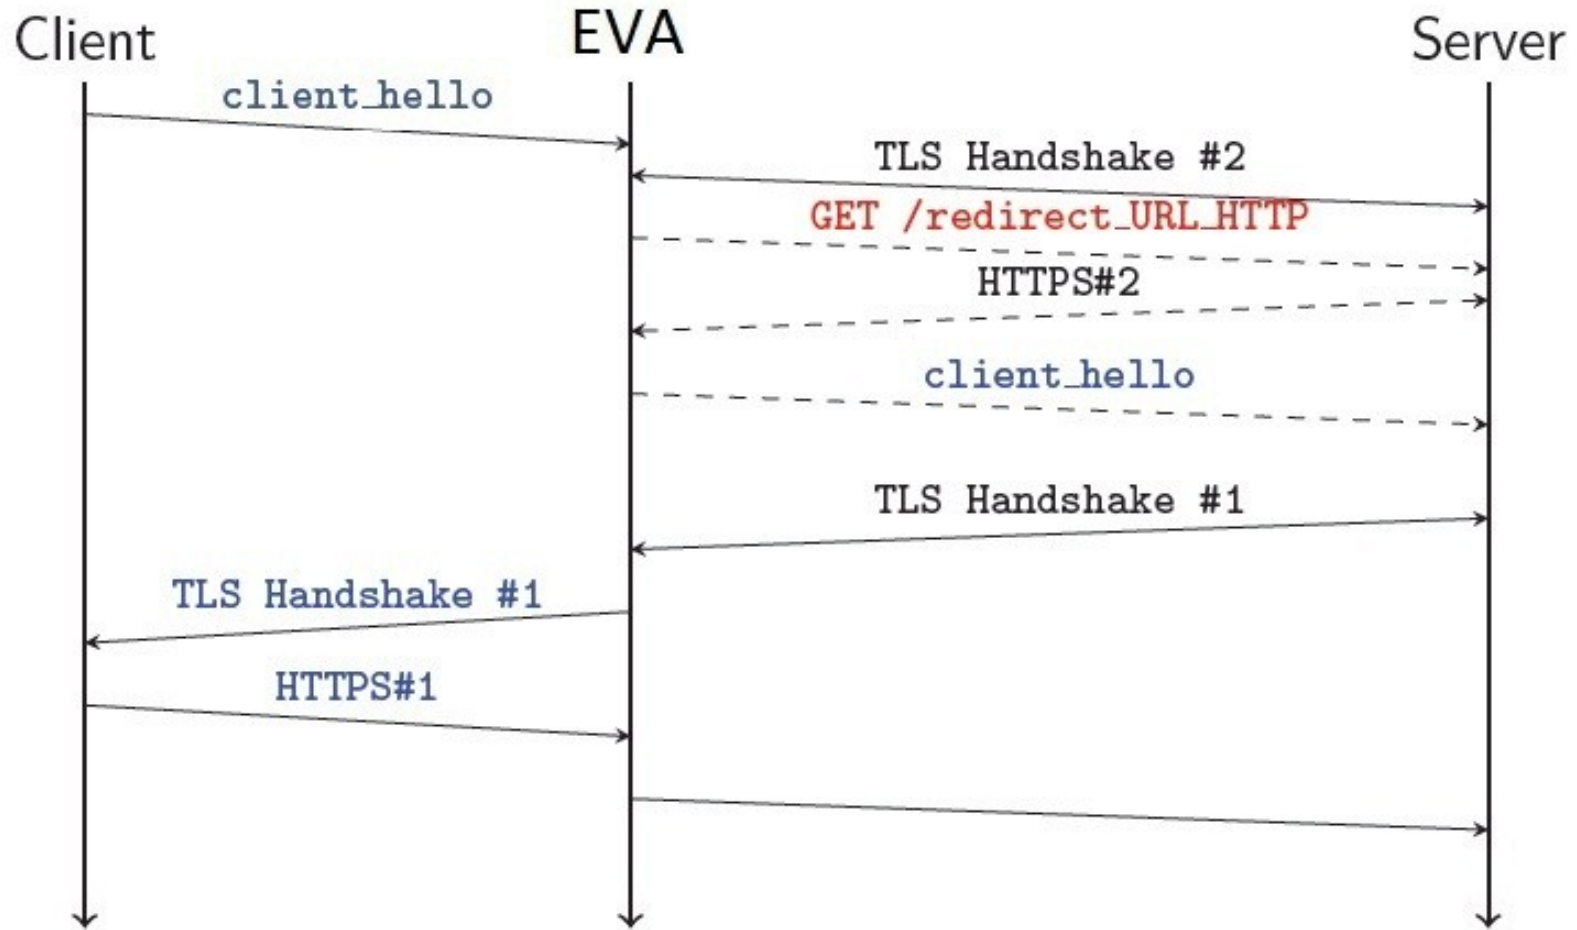 Client
EVA
Server
client_hello
TLS Handshake #2
GET /redirect_URL_HTTP
HTTPS#2
client_hello
TLS Handshake #1
TLS Handshake #1
HTTPS#1